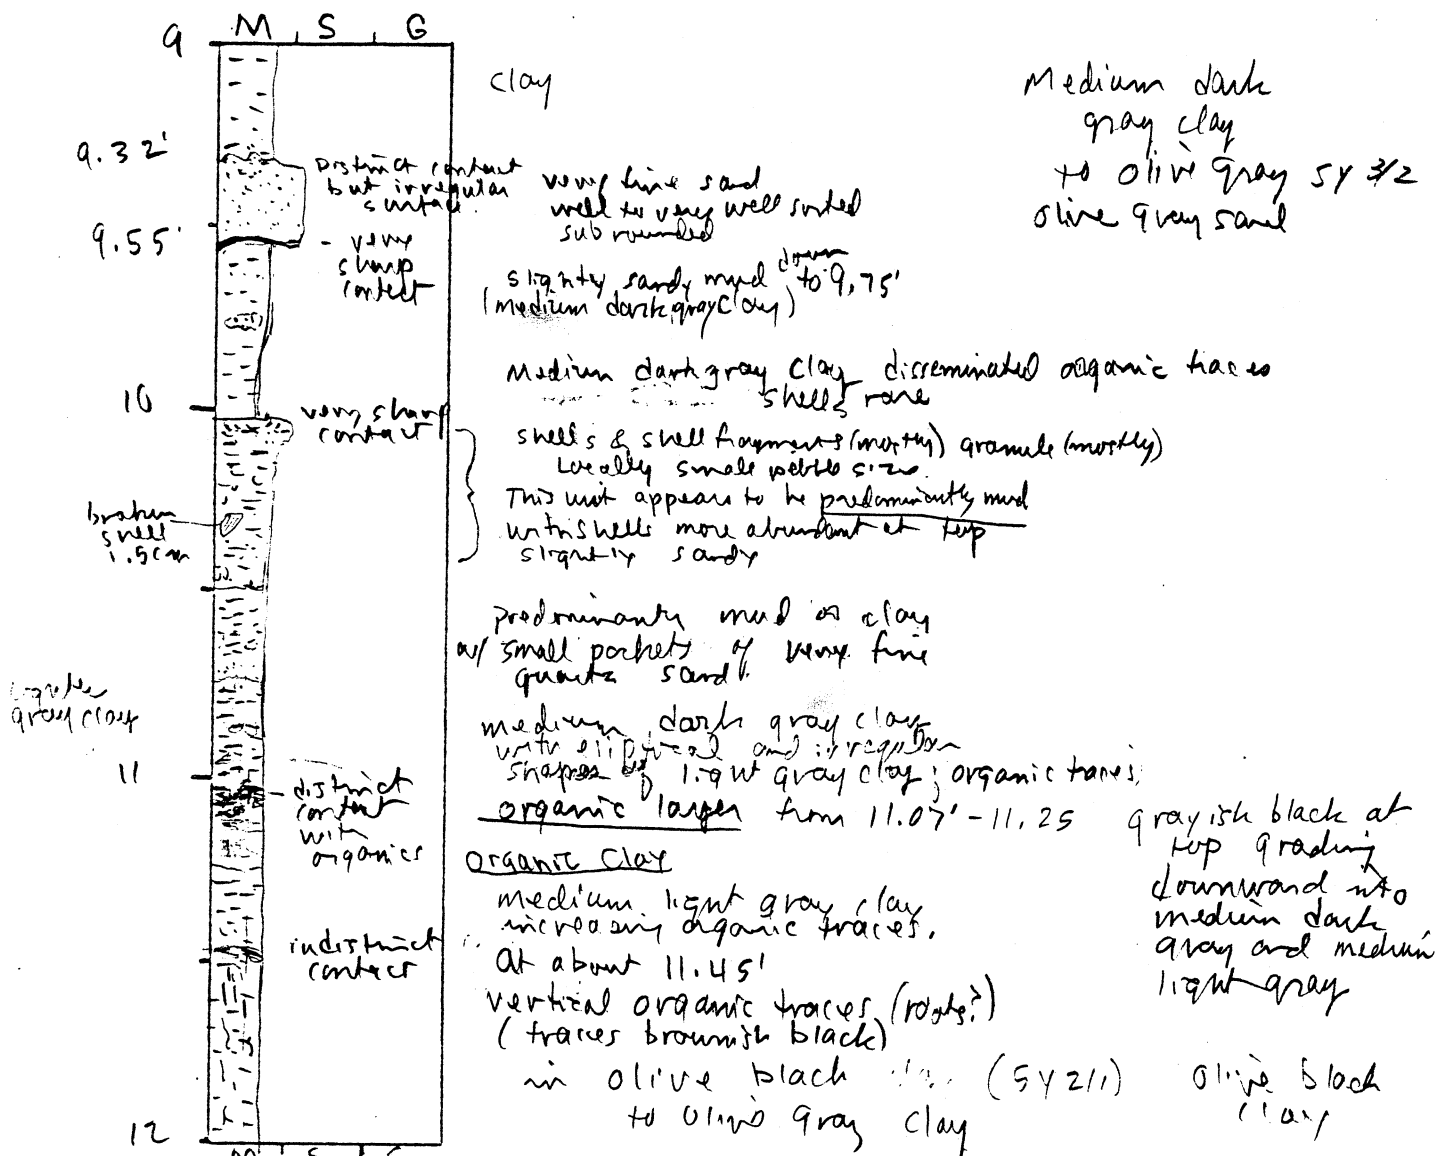 M S G
9
clay
Medium dark
gray clay
to olive gray 5Y 3/2
olive gray sand
9.32'
Distinct contact
but irregular
surface
very fine sand
well to very well sorted
subrounded
9.55'
- very
sharp
contact
slightly sandy mud down to 9.75'
(medium dark gray clay)
Medium dark gray clay disseminated organic traces
shells rare
10
very sharp
contact
shells & shell fragments (mostly) granule (mostly)
Locally small pebble size.
This unit appears to be predominantly mud
with shells more abundant at top
slightly sandy
broken
shell
1.5cm
predominantly mud or clay
w/ small pockets of very fine
quartz sand.
gray clay
medium dark gray clay
with eliptical and irregular
shapes of light gray clay; organic traces
11
distinct
contact
with
organics
organic layer from 11.07' - 11.25
grayish black at
top grading
downward into
medium dark
gray and medium
light gray
Organic Clay
medium light gray clay
increasing organic traces.
indistinct
contact
At about 11.45'
vertical organic traces (roots?)
(traces brownish black)
in olive black (5Y 2/1)
to olive gray clay
olive black
clay
12
M S G